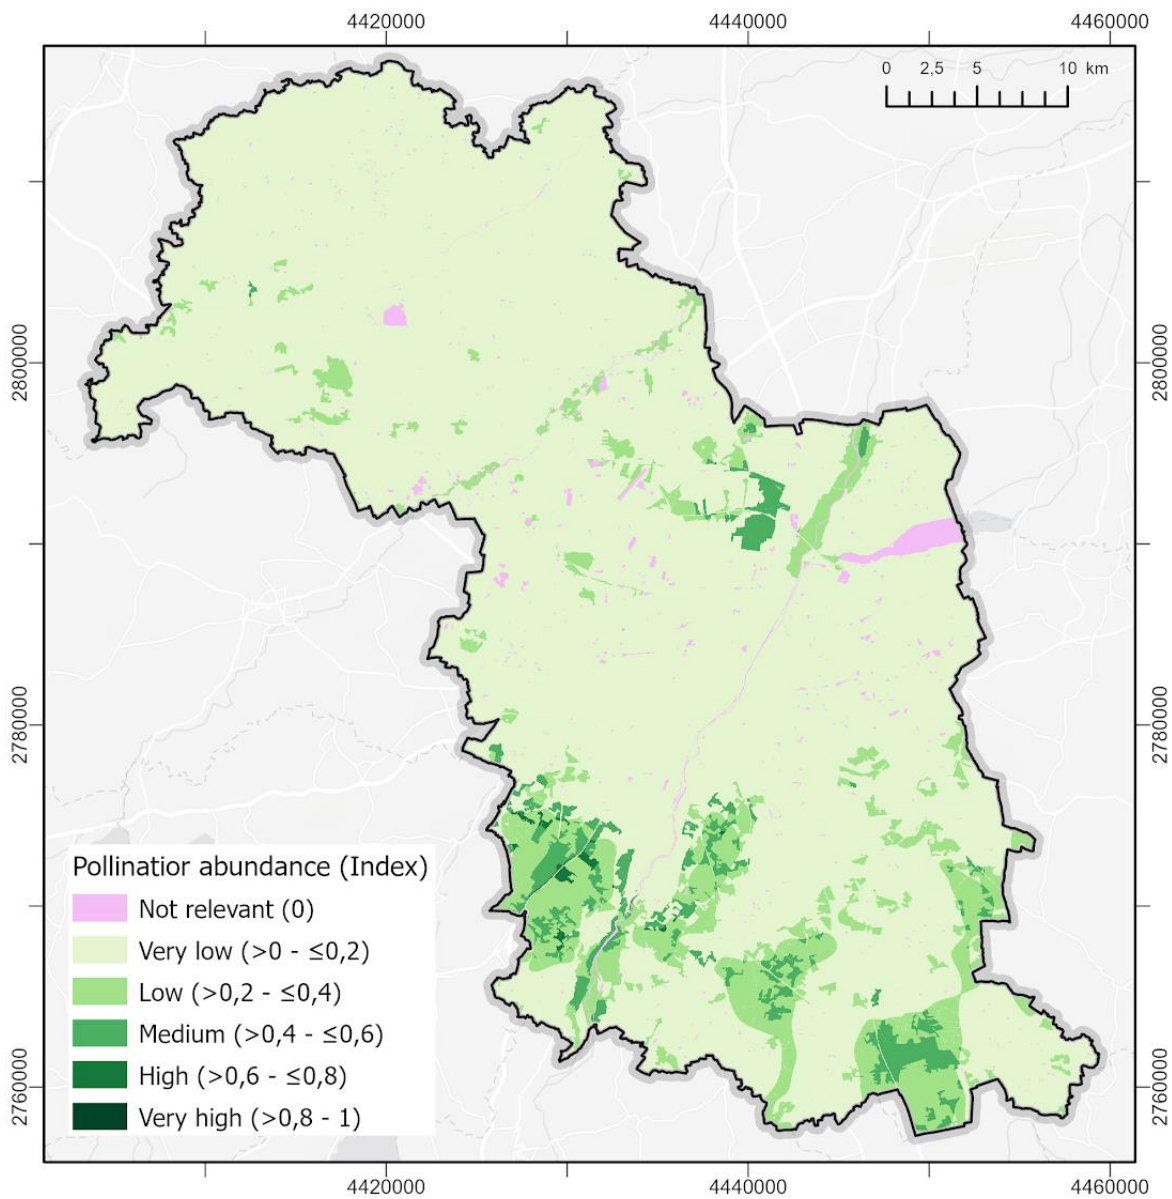 4420000 4440000 4460000
0 2,5 5 10 km
2800000 2800000
2780000 2780000
Pollinatior abundance (Index)
Not relevant (0)
Very low (>0 - ≤0,2)
Low (>0,2 - ≤0,4)
Medium (>0,4 - ≤0,6)
High (>0,6 - ≤0,8)
Very high (>0,8 - 1)
2760000 2760000
4420000 4440000 4460000